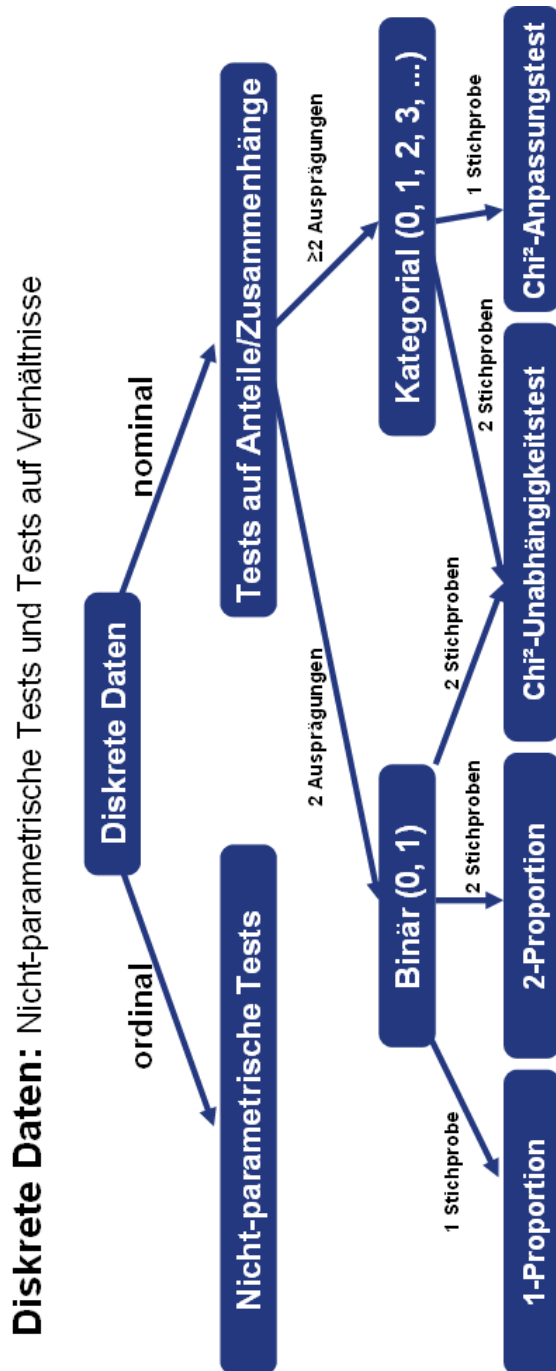 Diskrete Daten: Nicht-parametrische Tests und Tests auf Verhältnisse
Diskrete Daten
ordinal
nominal
Nicht-parametrische Tests
Tests auf Anteile/Zusammenhänge
2 Ausprägungen
≥2 Ausprägungen
Binär (0, 1)
Kategorial (0, 1, 2, 3, ...)
1 Stichprobe
2 Stichproben
2 Stichproben
2 Stichproben
1 Stichprobe
1-Proportion
2-Proportion
Chi²-Unabhängigkeitstest
Chi²-Anpassungstest